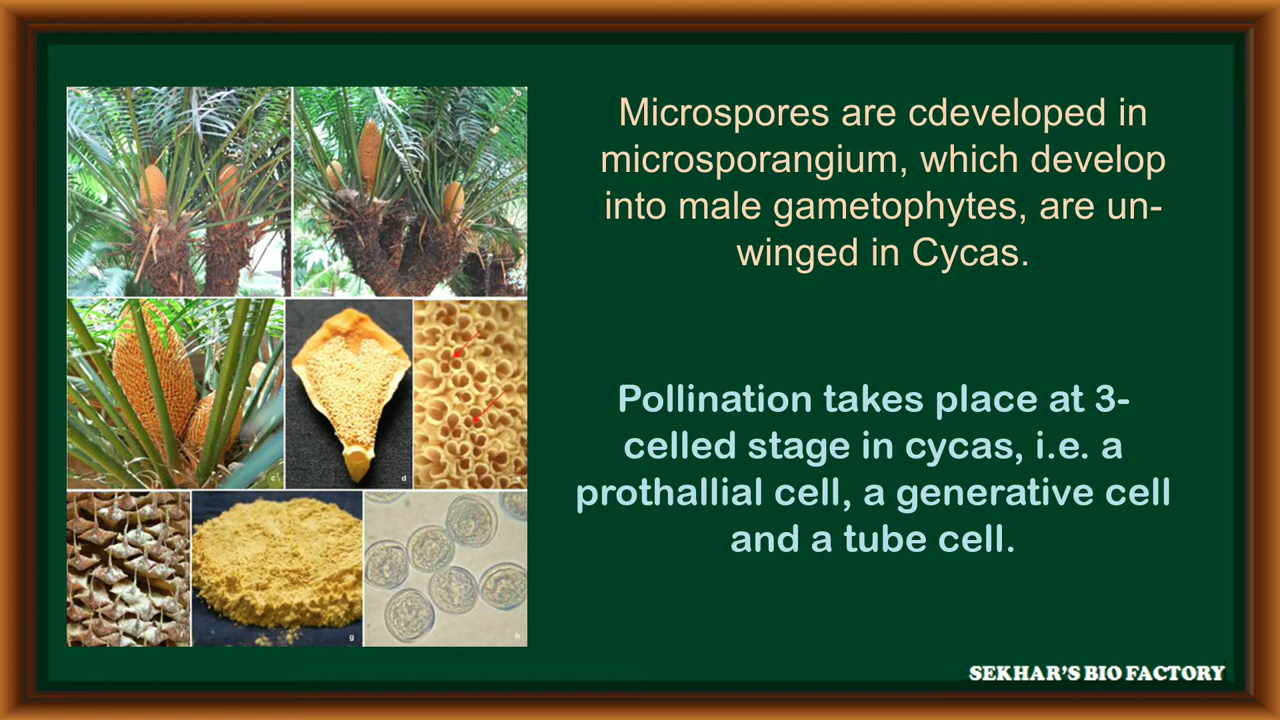 Microspores are cdeveloped in
microsporangium, which develop
into male gametophytes, are un-
winged in Cycas.
Pollination takes place at 3-
celled stage in cycas, i.e. a
prothallial cell, a generative cell
and a tube cell.
b
c
d
f
g
h
SEKHAR'S BIO FACTORY